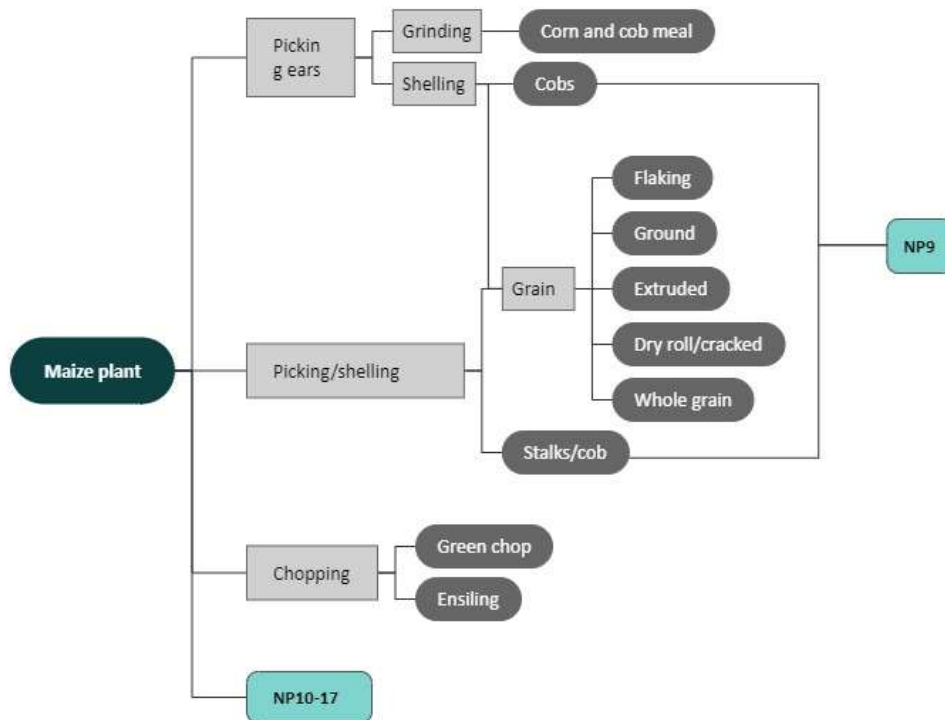 Pickin
g ears
Grinding
Corn and cob meal
Shelling
Cobs
Flaking
Ground
NP9
Grain
Extruded
Dry roll/cracked
Maize plant
Picking/shelling
Whole grain
Stalks/cob
Green chop
Chopping
Ensiling
NP10-17